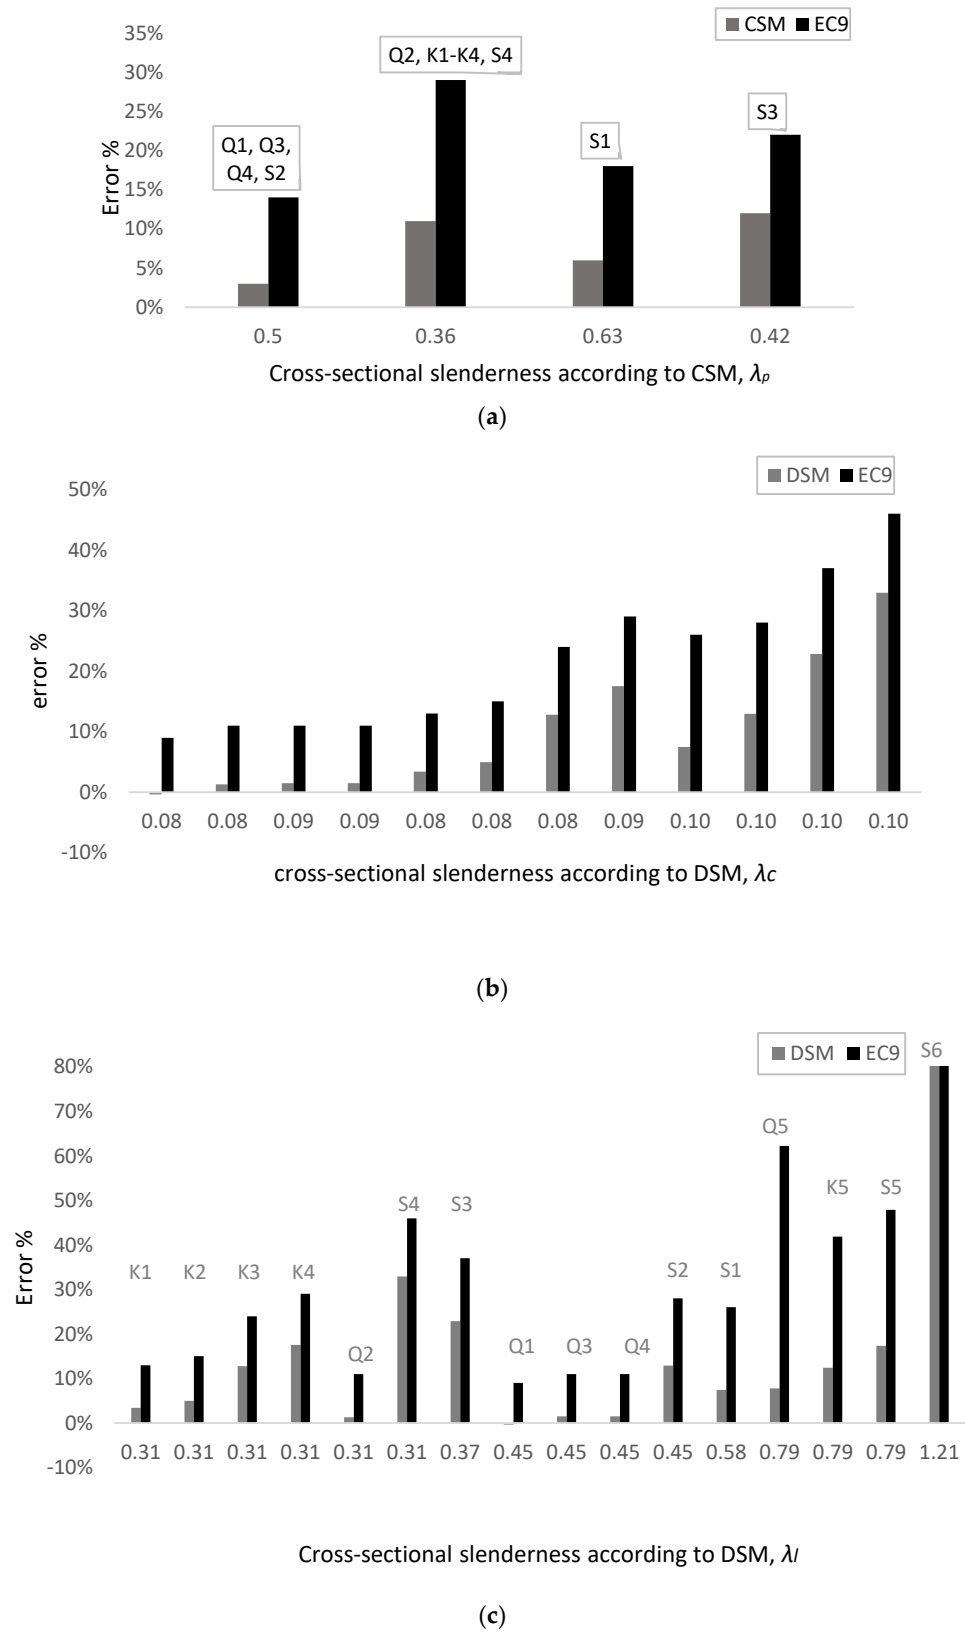 CSM EC9
35%
30%
25%
20%
15%
10%
5%
0%
Error %
Q1, Q3,
Q4, S2
Q2, K1-K4, S4
S1
S3
0.5 0.36 0.63 0.42
Cross-sectional slenderness according to CSM, λp
(a)
DSM EC9
50%
40%
30%
20%
10%
0%
-10%
error %
0.08 0.08 0.09 0.09 0.08 0.08 0.08 0.09 0.10 0.10 0.10 0.10
cross-sectional slenderness according to DSM, λc
(b)
DSM EC9
80%
70%
60%
50%
40%
30%
20%
10%
0%
-10%
Error %
K1 K2 K3 K4 Q2 S4 S3 Q1 Q3 Q4 S2 S1 Q5 K5 S5 S6
0.31 0.31 0.31 0.31 0.31 0.31 0.37 0.45 0.45 0.45 0.45 0.58 0.79 0.79 0.79 1.21
Cross-sectional slenderness according to DSM, λl
(c)